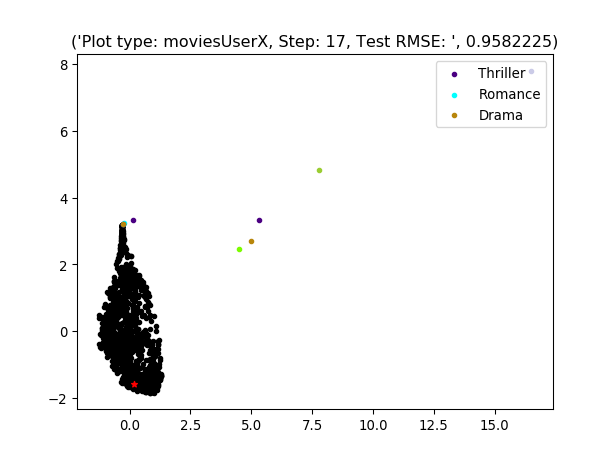 ('Plot type: moviesUserX, Step: 17, Test RMSE: ', 0.9582225)
8
6
4
2
0
−2
0.0 2.5 5.0 7.5 10.0 12.5 15.0
Thriller
Romance
Drama